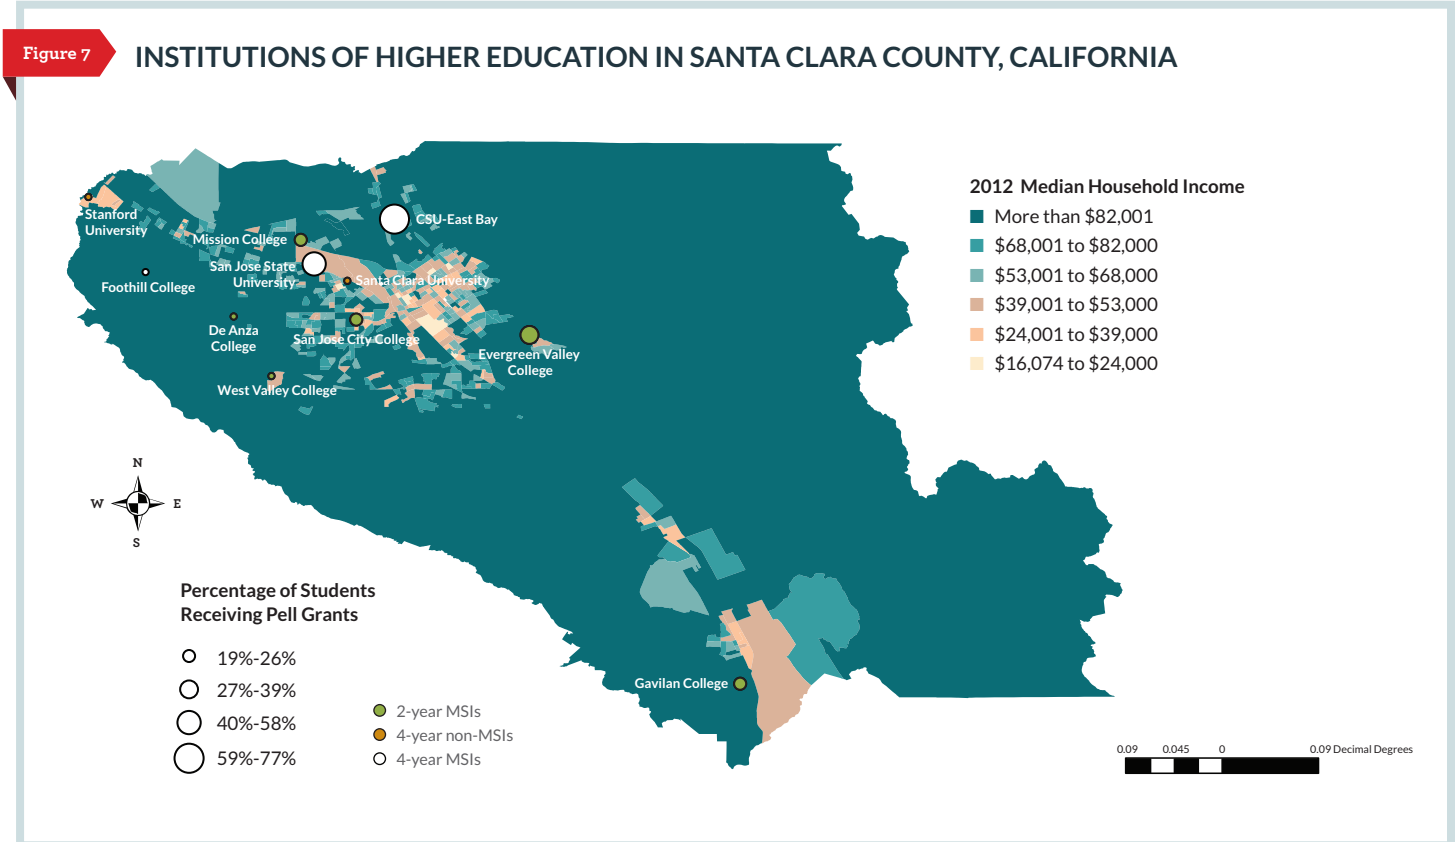 Figure 7
INSTITUTIONS OF HIGHER EDUCATION IN SANTA CLARA COUNTY, CALIFORNIA
2012 Median Household Income
More than $82,001
$68,001 to $82,000
$53,001 to $68,000
$39,001 to $53,000
$24,001 to $39,000
$16,074 to $24,000
Stanford
University
CSU-East Bay
Mission College
San Jose State
University
Santa Clara University
Foothill College
De Anza
College
San Jose City College
Evergreen Valley
College
West Valley College
N
W
E
S
Gavilan College
Percentage of Students
Receiving Pell Grants
19%-26%
27%-39%
40%-58%
59%-77%
2-year MSIs
4-year non-MSIs
4-year MSIs
0.09 0.045 0 0.09 Decimal Degrees